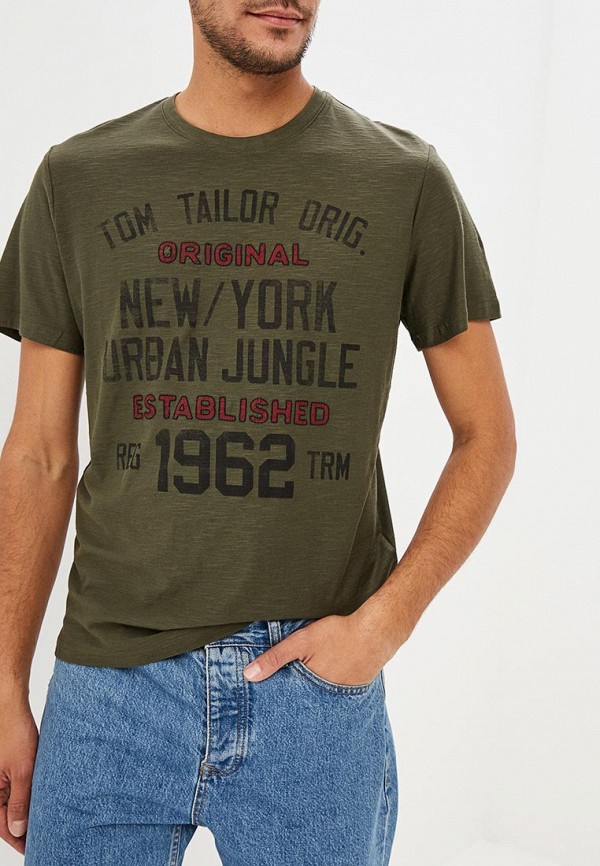 TOM TAILOR ORIG.
ORIGINAL
NEW/YORK
URBAN JUNGLE
ESTABLISHED
REG 1962 TRM